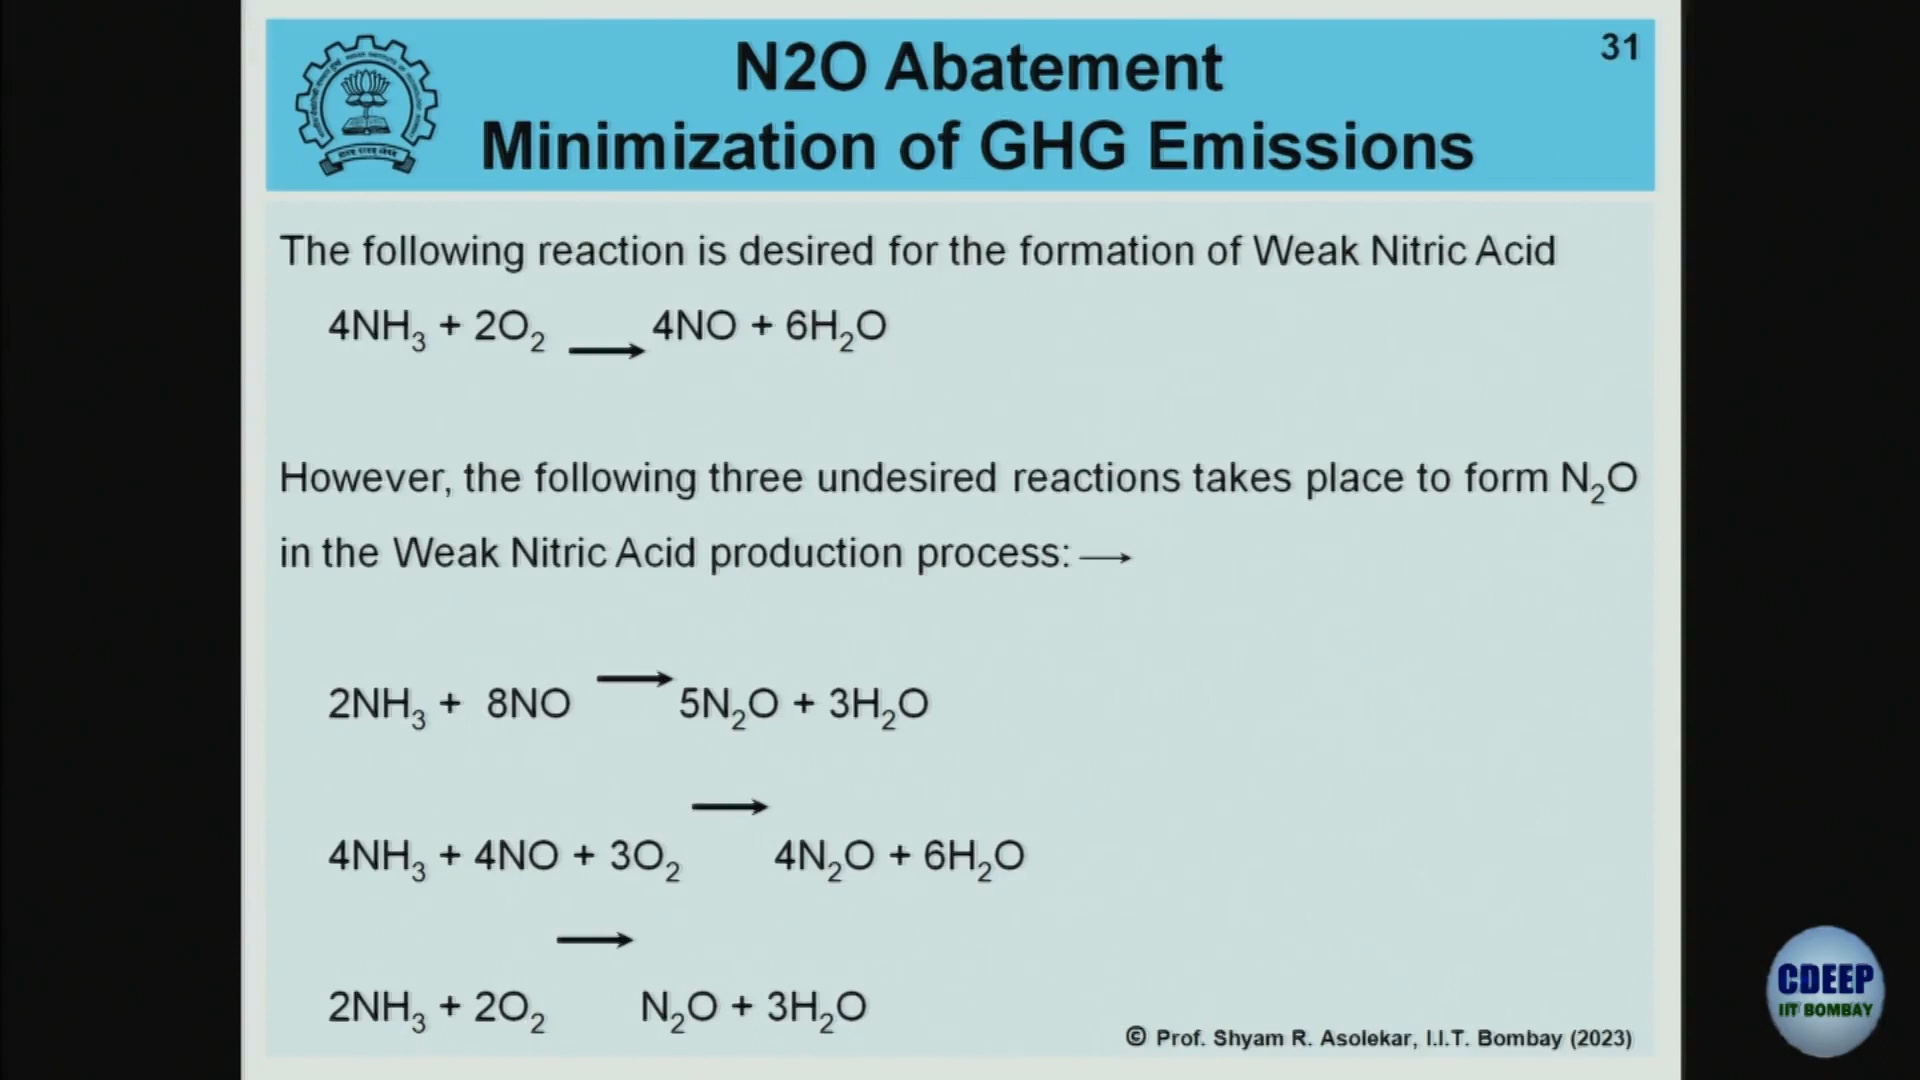 31
N2O Abatement
Minimization of GHG Emissions
The following reaction is desired for the formation of Weak Nitric Acid
4NH₃ + 2O₂ → 4NO + 6H₂O
However, the following three undesired reactions takes place to form N₂O
in the Weak Nitric Acid production process: →
2NH₃ + 8NO → 5N₂O + 3H₂O
4NH₃ + 4NO + 3O₂ → 4N₂O + 6H₂O
2NH₃ + 2O₂ → N₂O + 3H₂O
© Prof. Shyam R. Asolekar, I.I.T. Bombay (2023)
CDEEP
IIT BOMBAY